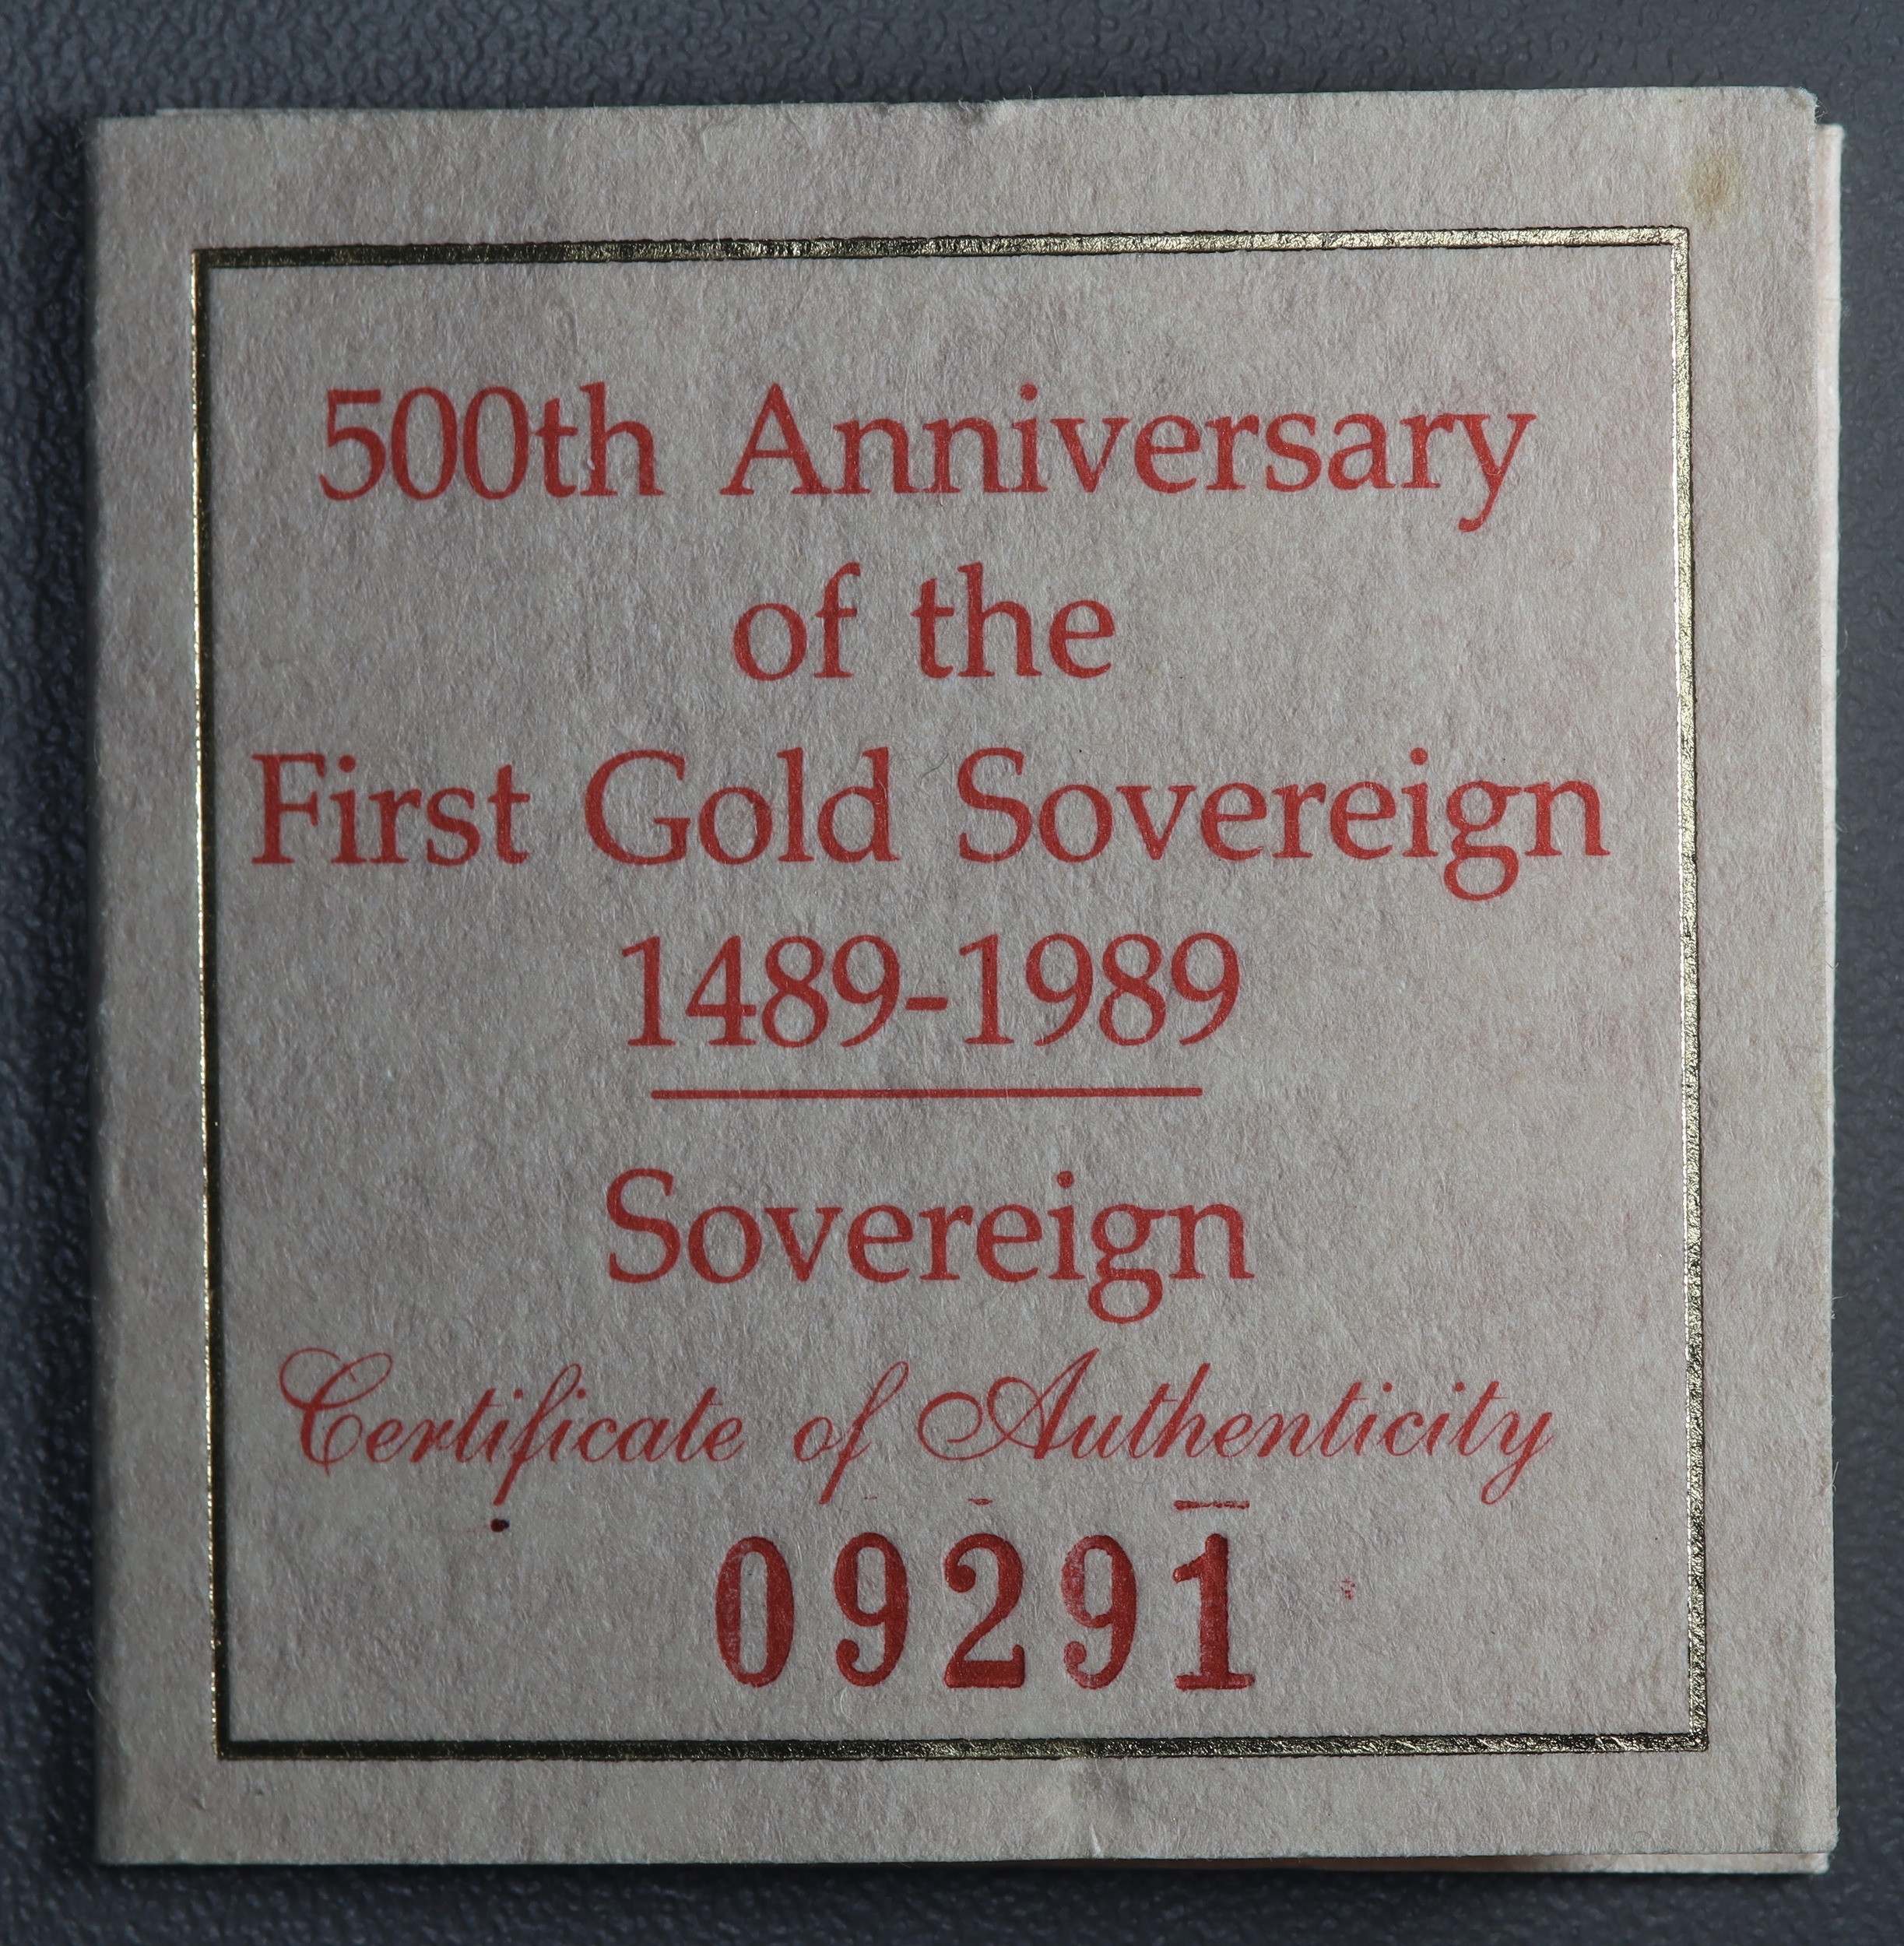 500th Anniversary
of the
First Gold Sovereign
1489-1989
Sovereign
Certificate of Authenticity
09291